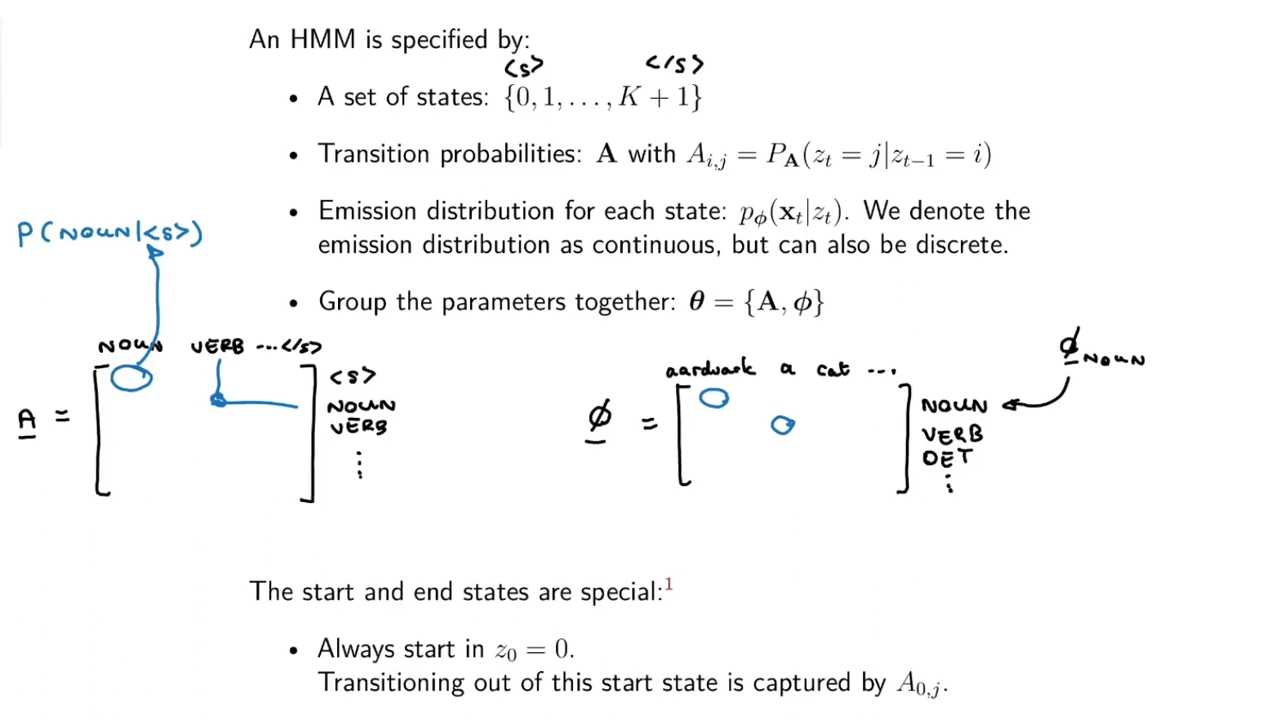 An HMM is specified by:
<s> </s>
• A set of states: {0, 1, . . . , K + 1}
• Transition probabilities: A with A_{i,j} = P_A(z_t = j|z_{t−1} = i)
P(NOUN|<s>)
• Emission distribution for each state: p_ϕ(x_t|z_t). We denote the
emission distribution as continuous, but can also be discrete.
• Group the parameters together: θ = {A, ϕ}
NOUN VERB ...</s>
A =
<s>
NOUN
VERB
⋮
ϕ_NOUN
aardvark a cat ...
ϕ =
NOUN
VERB
DET
⋮
The start and end states are special:¹
• Always start in z_0 = 0.
Transitioning out of this start state is captured by A_{0,j}.